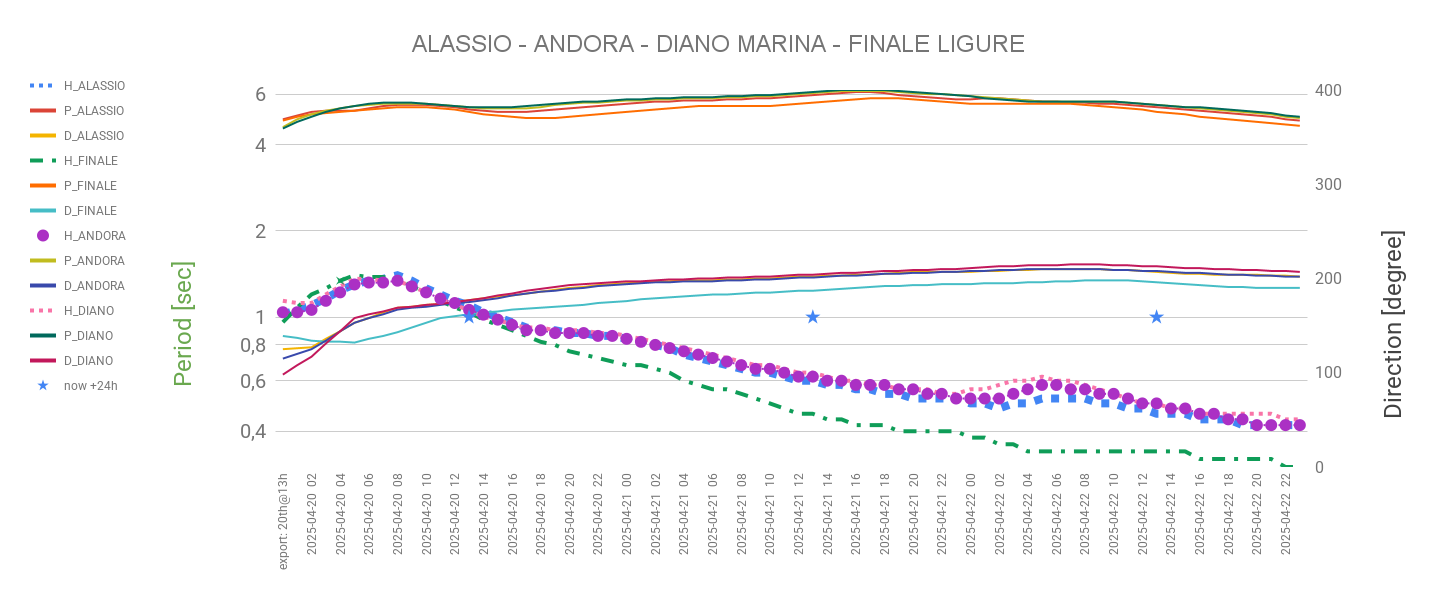 ALASSIO - ANDORA - DIANO MARINA - FINALE LIGURE
H_ALASSIO
P_ALASSIO
D_ALASSIO
H_FINALE
P_FINALE
D_FINALE
H_ANDORA
P_ANDORA
D_ANDORA
H_DIANO
P_DIANO
D_DIANO
now +24h
Period [sec]
6
4
2
1
0,8
0,6
0,4
400
300
200
100
0
Direction [degree]
export: 20th@13h
2025-04-20 02
2025-04-20 04
2025-04-20 06
2025-04-20 08
2025-04-20 10
2025-04-20 12
2025-04-20 14
2025-04-20 16
2025-04-20 18
2025-04-20 20
2025-04-20 22
2025-04-21 00
2025-04-21 02
2025-04-21 04
2025-04-21 06
2025-04-21 08
2025-04-21 10
2025-04-21 12
2025-04-21 14
2025-04-21 16
2025-04-21 18
2025-04-21 20
2025-04-21 22
2025-04-22 00
2025-04-22 02
2025-04-22 04
2025-04-22 06
2025-04-22 08
2025-04-22 10
2025-04-22 12
2025-04-22 14
2025-04-22 16
2025-04-22 18
2025-04-22 20
2025-04-22 22